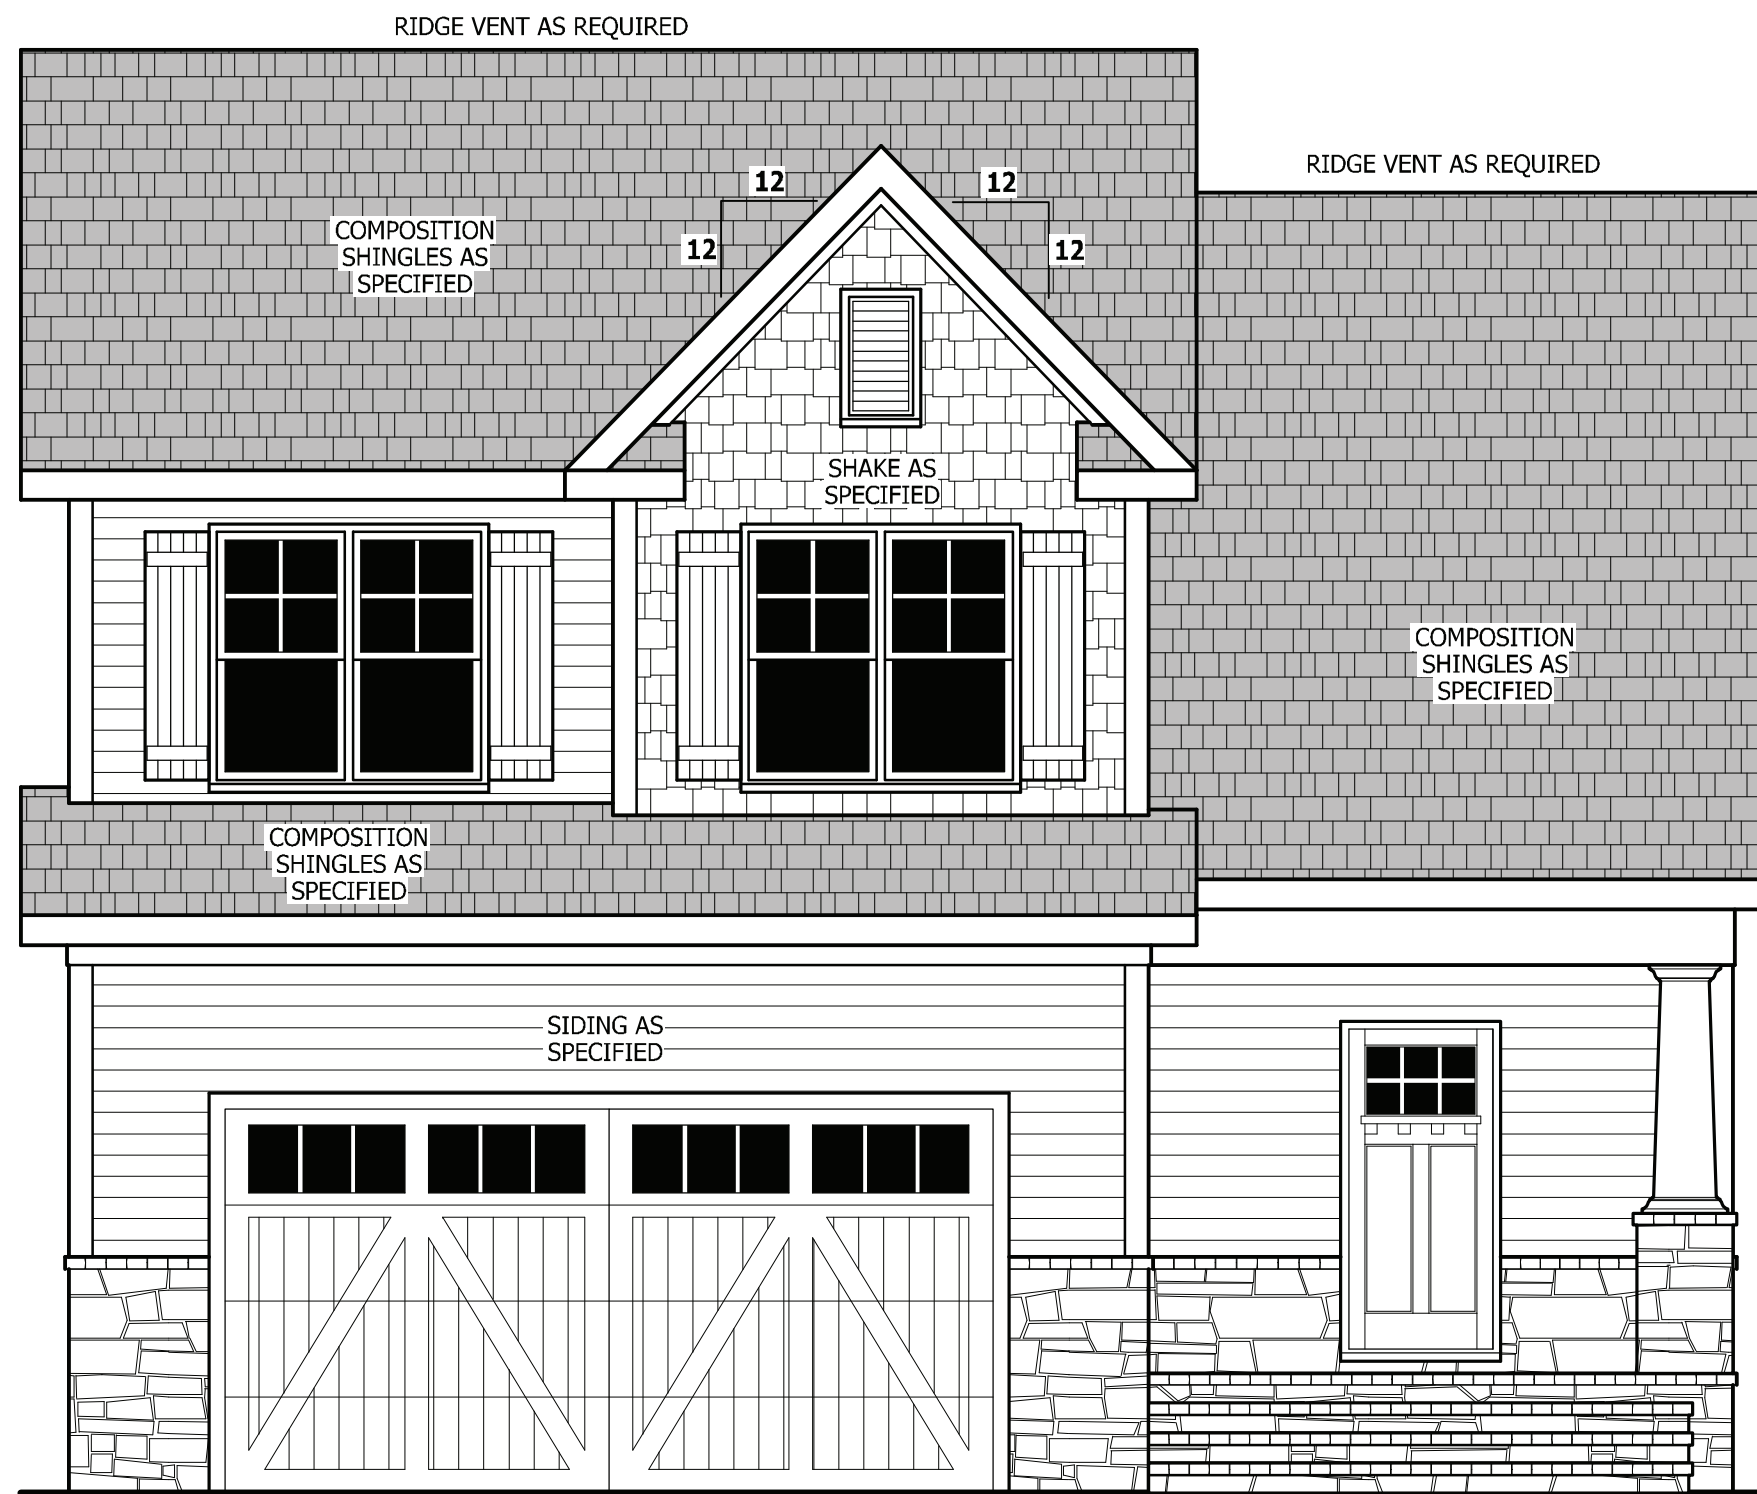 RIDGE VENT AS REQUIRED
RIDGE VENT AS REQUIRED
12
12
12
12
COMPOSITION
SHINGLES AS
SPECIFIED
SHAKE AS
SPECIFIED
COMPOSITION
SHINGLES AS
SPECIFIED
COMPOSITION
SHINGLES AS
SPECIFIED
SIDING AS
SPECIFIED